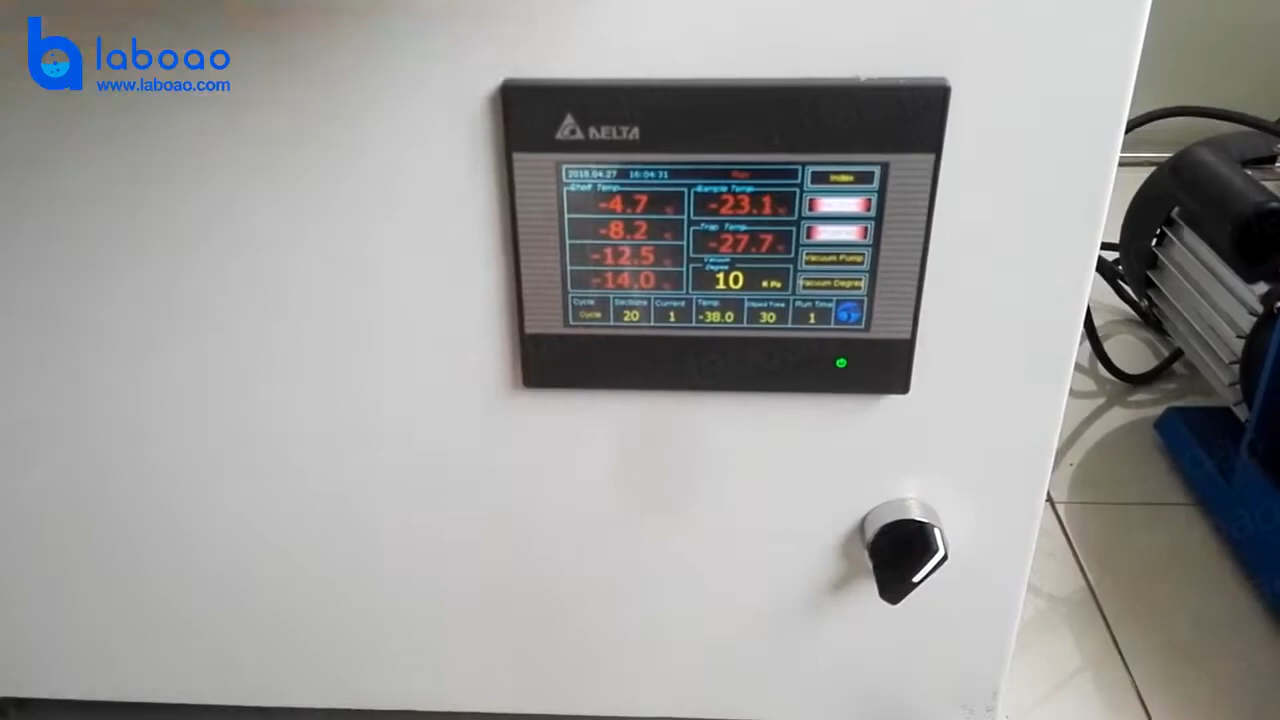 laboao
www.laboao.com
DELTA
2018.04.27 16:04:31 Run
Index
Shelf Temp
Sample Temp
-4.7
-23.1
-8.2
Trap Temp
-27.7
-12.5
Vacuum Degree
Vacuum Pump
-14.0
10 KPa
Vacuum Degree
Cycle Sections Current Temp. Elapsed Time Run Time
Cycle 20 1 -38.0 30 1